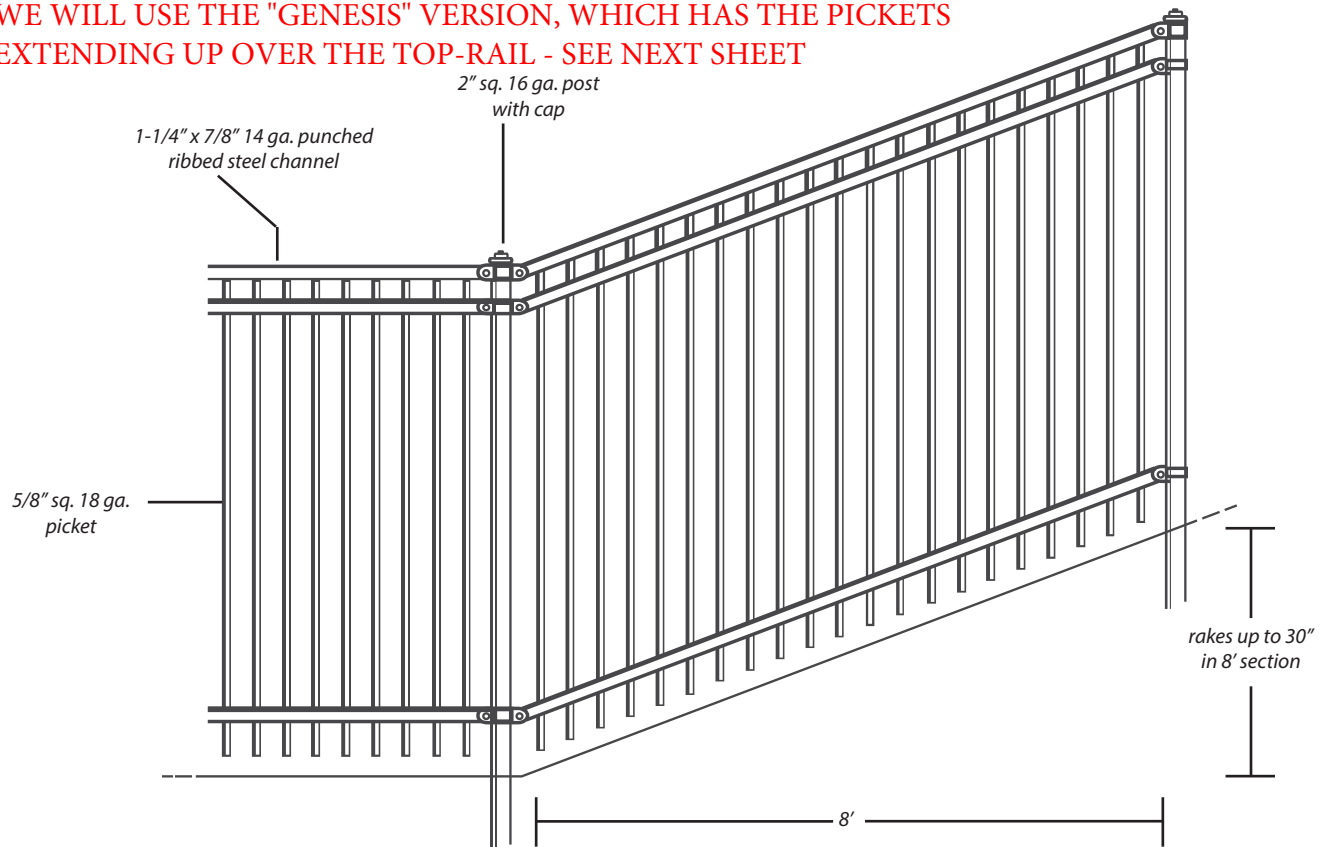 WE WILL USE THE "GENESIS" VERSION, WHICH HAS THE PICKETS
EXTENDING UP OVER THE TOP-RAIL - SEE NEXT SHEET
2” sq. 16 ga. post
with cap
1-1/4” x 7/8” 14 ga. punched
ribbed steel channel
5/8” sq. 18 ga.
picket
rakes up to 30”
in 8’ section
8’